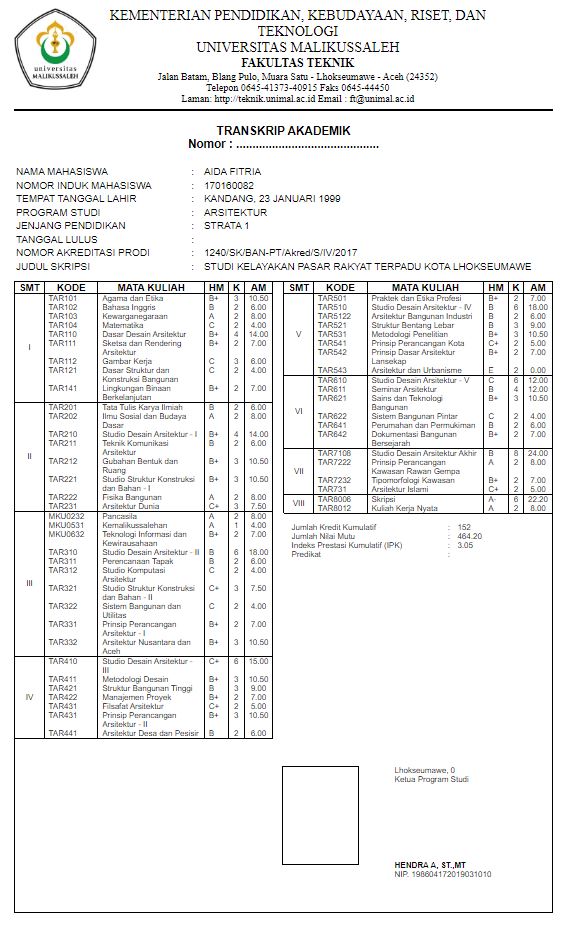 KEMENTERIAN PENDIDIKAN, KEBUDAYAAN, RISET, DAN
TEKNOLOGI
UNIVERSITAS MALIKUSSALEH
FAKULTAS TEKNIK
Jalan Batam, Blang Pulo, Muara Satu - Lhokseumawe - Aceh (24352)
Telepon 0645-41373-40915 Faks 0645-44450
Laman: http://teknik.unimal.ac.id Email : ft@unimal.ac.id
universitas
MALIKUSSALEH
TRANSKRIP AKADEMIK
Nomor : ............................................
NAMA MAHASISWA : AIDA FITRIA
NOMOR INDUK MAHASISWA : 170160082
TEMPAT TANGGAL LAHIR : KANDANG, 23 JANUARI 1999
PROGRAM STUDI : ARSITEKTUR
JENJANG PENDIDIKAN : STRATA 1
TANGGAL LULUS :
NOMOR AKREDITASI PRODI : 1240/SK/BAN-PT/Akred/S/IV/2017
JUDUL SKRIPSI : STUDI KELAYAKAN PASAR RAKYAT TERPADU KOTA LHOKSEUMAWE
SMT KODE MATA KULIAH HM K AM
I
TAR101 Agama dan Etika B+ 3 10.50
TAR102 Bahasa Inggris B 2 6.00
TAR103 Kewarganegaraan A 2 8.00
TAR104 Matematika C 2 4.00
TAR110 Dasar Desain Arsitektur B+ 4 14.00
TAR111 Sketsa dan Rendering B+ 2 7.00
Arsitektur
TAR112 Gambar Kerja C 3 6.00
TAR121 Dasar Struktur dan C 2 4.00
Konstruksi Bangunan
TAR141 Lingkungan Binaan B+ 2 7.00
Berkelanjutan
II
TAR201 Tata Tulis Karya Ilmiah B 2 6.00
TAR202 Ilmu Sosial dan Budaya A 2 8.00
Dasar
TAR210 Studio Desain Arsitektur - I B+ 4 14.00
TAR211 Teknik Komunikasi B 2 6.00
Arsitektur
TAR212 Gubahan Bentuk dan B+ 3 10.50
Ruang
TAR221 Studio Struktur Konstruksi B+ 3 10.50
dan Bahan - I
TAR222 Fisika Bangunan A 2 8.00
TAR231 Arsitektur Dunia C+ 3 7.50
III
MKU0232 Pancasila A 2 8.00
MKU0531 Kemalikussalehan A 1 4.00
MKU0632 Teknologi Informasi dan B+ 2 7.00
Kewirausahaan
TAR310 Studio Desain Arsitektur - II B 6 18.00
TAR311 Perencanaan Tapak B 2 6.00
TAR312 Studio Komputasi C 2 4.00
Arsitektur
TAR321 Studio Struktur Konstruksi C+ 3 7.50
dan Bahan - II
TAR322 Sistem Bangunan dan C 2 4.00
Utilitas
TAR331 Prinsip Perancangan B+ 2 7.00
Arsitektur - I
TAR332 Arsitektur Nusantara dan B+ 3 10.50
Aceh
IV
TAR410 Studio Desain Arsitektur - C+ 6 15.00
III
TAR411 Metodologi Desain B+ 3 10.50
TAR421 Struktur Bangunan Tinggi B 3 9.00
TAR422 Manajemen Proyek B+ 2 7.00
TAR431 Filsafat Arsitektur C+ 2 5.00
TAR431 Prinsip Perancangan B+ 3 10.50
Arsitektur - II
TAR441 Arsitektur Desa dan Pesisir B 2 6.00
SMT KODE MATA KULIAH HM K AM
V
TAR501 Praktek dan Etika Profesi B+ 2 7.00
TAR510 Studio Desain Arsitektur - IV B 6 18.00
TAR5122 Arsitektur Bangunan Industri B 2 6.00
TAR521 Struktur Bentang Lebar B 3 9.00
TAR531 Metodologi Penelitian B+ 3 10.50
TAR541 Prinsip Perancangan Kota C+ 2 5.00
TAR542 Prinsip Dasar Arsitektur B+ 2 7.00
Lansekap
TAR543 Arsitektur dan Urbanisme E 2 0.00
VI
TAR610 Studio Desain Arsitektur - V C 6 12.00
TAR611 Seminar Arsitektur B 4 12.00
TAR621 Sains dan Teknologi B+ 3 10.50
Bangunan
TAR622 Sistem Bangunan Pintar C 2 4.00
TAR641 Perumahan dan Permukiman B 2 6.00
TAR642 Dokumentasi Bangunan B+ 2 7.00
Bersejarah
VII
TAR7108 Studio Desain Arsitektur Akhir B 8 24.00
TAR7222 Prinsip Perancangan A 2 8.00
Kawasan Rawan Gempa
TAR7232 Tipomorfologi Kawasan B+ 2 7.00
TAR731 Arsitektur Islami C+ 2 5.00
VIII
TAR8006 Skripsi A- 6 22.20
TAR8012 Kuliah Kerja Nyata A 2 8.00
Jumlah Kredit Kumulatif : 152
Jumlah Nilai Mutu : 464.20
Indeks Prestasi Kumulatif (IPK) : 3.05
Predikat :
Lhokseumawe, 0
Ketua Program Studi
HENDRA A, ST.,MT
NIP. 198604172019031010